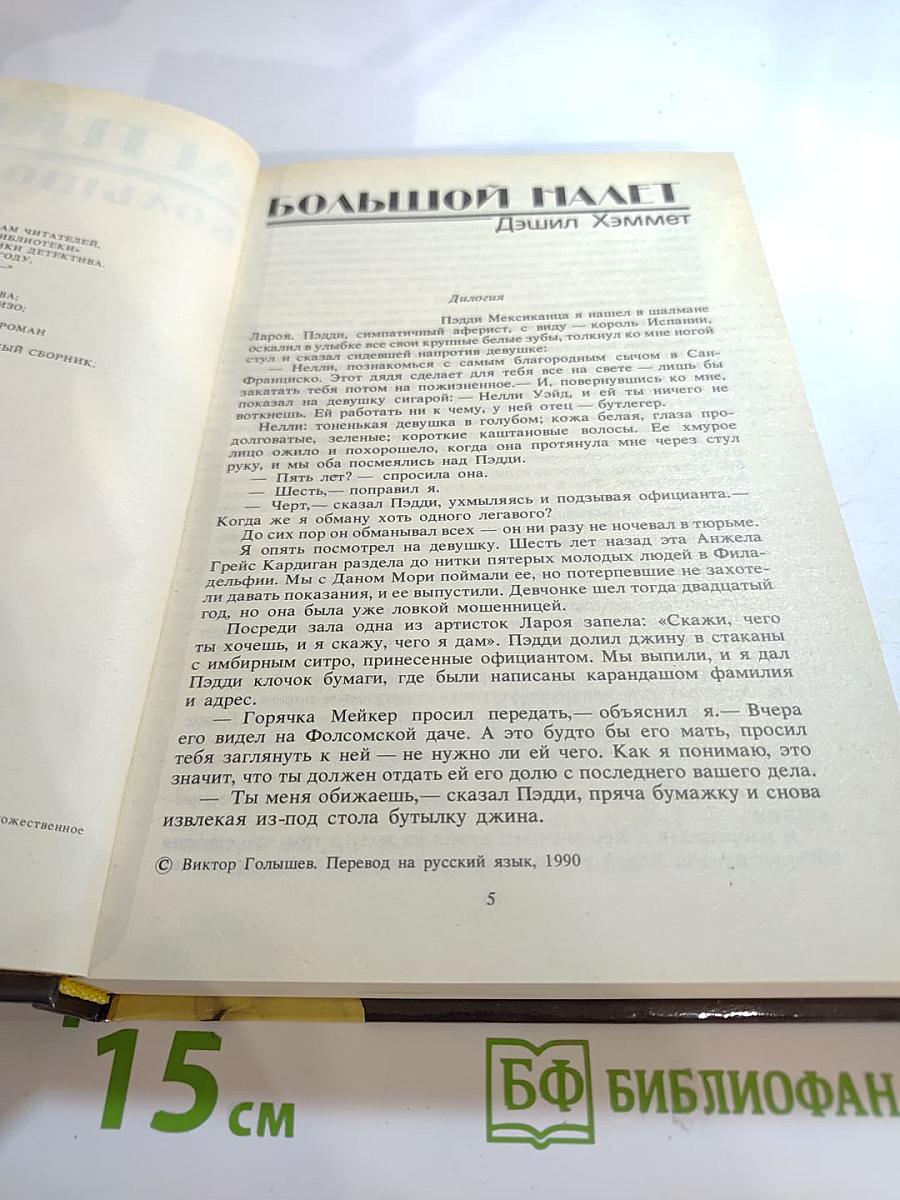 АМ ЧИТАТЕЛЕЙ,
ИБЛИОТЕКИ»
ИКИ ДЕТЕКТИВА.
ГОДУ.
ВА;
ИЗО;
РОМАН
ТЫЙ СБОРНИК.
ОЖЕСТВЕННОЕ
БОЛЬШОЙ НАЛЕТ
Дэшил Хэммет
Дилогия
Пэдди Мексиканца я нашел в шалмане
Лароя. Пэдди, симпатичный аферист, с виду — король Испании,
оскалил в улыбке все свои крупные белые зубы, толкнул ко мне ногой
стул и сказал сидевшей напротив девушке:
— Нелли, познакомься с самым благородным сычом в Сан-
Франциско. Этот дядя сделает для тебя все на свете — лишь бы
закатать тебя потом на пожизненное.— И, повернувшись ко мне,
показал на девушку сигарой: — Нелли Уэйд, и ей ты ничего не
воткнешь. Ей работать ни к чему, у ней отец — бутлегер.
Нелли: тоненькая девушка в голубом; кожа белая, глаза про-
долговатые, зеленые; короткие каштановые волосы. Ее хмурое
лицо ожило и похорошело, когда она протянула мне через стул
руку, и мы оба посмеялись над Пэдди.
— Пять лет? — спросила она.
— Шесть,— поправил я.
— Черт,— сказал Пэдди, ухмыляясь и подзывая официанта.—
Когда же я обману хоть одного легавого?
До сих пор он обманывал всех — он ни разу не ночевал в тюрьме.
Я опять посмотрел на девушку. Шесть лет назад эта Анжела
Грейс Кардиган раздела до нитки пятерых молодых людей в Фила-
дельфии. Мы с Даном Мори поймали ее, но потерпевшие не захоте-
ли давать показания, и ее выпустили. Девчонке шел тогда двадцатый
год, но она была уже ловкой мошенницей.
Посреди зала одна из артисток Лароя запела: «Скажи, чего
ты хочешь, и я скажу, чего я дам». Пэдди долил джину в стаканы
с имбирным ситро, принесенные официантом. Мы выпили, и я дал
Пэдди клочок бумаги, где были написаны карандашом фамилия
и адрес.
— Горячка Мейкер просил передать,— объяснил я.— Вчера
его видел на Фолсомской даче. А это будто бы его мать, просил
тебя заглянуть к ней — не нужно ли ей чего. Как я понимаю, это
значит, что ты должен отдать ей его долю с последнего вашего дела.
— Ты меня обижаешь,— сказал Пэдди, пряча бумажку и снова
извлекая из-под стола бутылку джина.
© Виктор Голышев. Перевод на русский язык, 1990
5
15 СМ
БФ БИБЛИОФАН